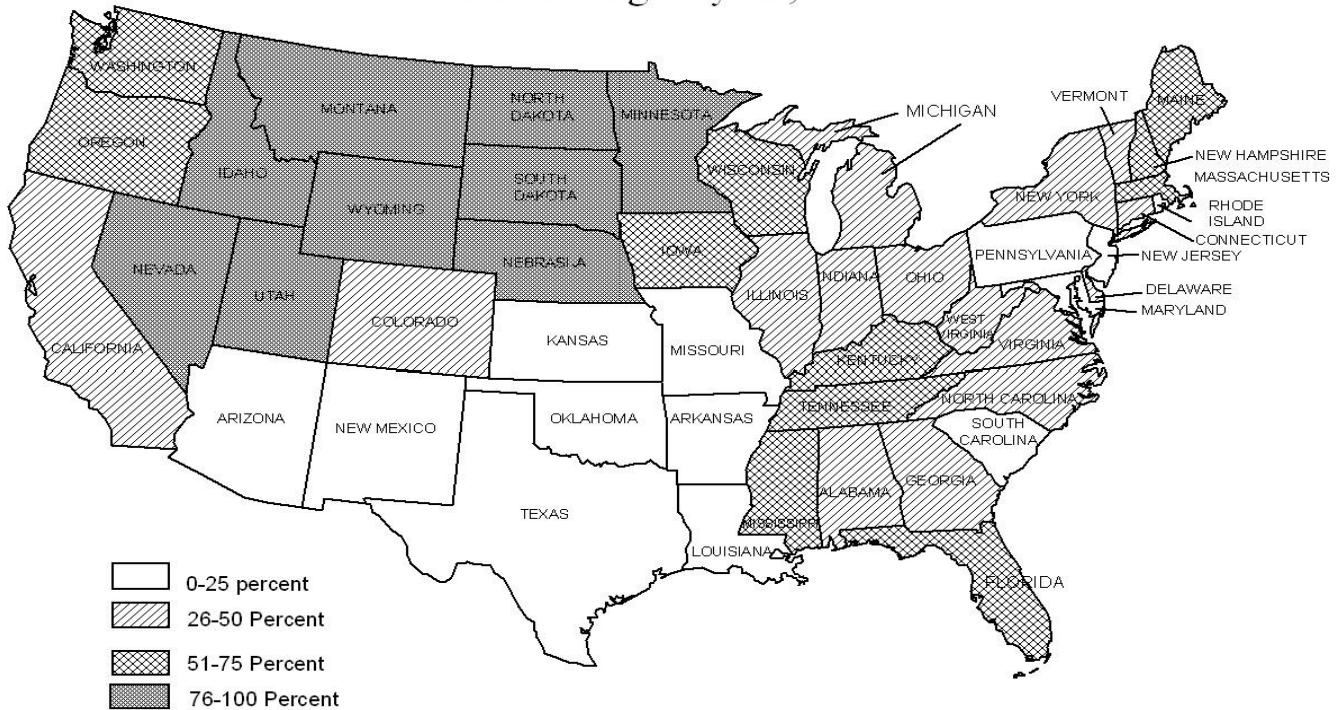 WASHINGTON
MONTANA
NORTH
DAKOTA
MINNESOTA
MICHIGAN
VERMONT
MAINE
OREGON
IDAHO
WISCONSIN
NEW HAMPSHIRE
MASSACHUSETTS
SOUTH
DAKOTA
WYOMING
NEW YORK
RHODE
ISLAND
CONNECTICUT
IOWA
PENNSYLVANIA
NEW JERSEY
NEVADA
NEBRASILA
UTAH
OHIO
INDIANA
ILLINOIS
DELAWARE
MARYLAND
COLORADO
WEST
VIRGINIA
VIRGINIA
CALIFORNIA
KANSAS
MISSOURI
KENTUCKY
TENNESSEE
NORTH CAROLINA
ARIZONA
NEW MEXICO
OKLAHOMA
ARKANSAS
SOUTH
CAROLINA
GEORGIA
ALABAMA
MISSISSIPPI
TEXAS
LOUISIANA
FLORIDA
0-25 percent
26-50 Percent
51-75 Percent
76-100 Percent